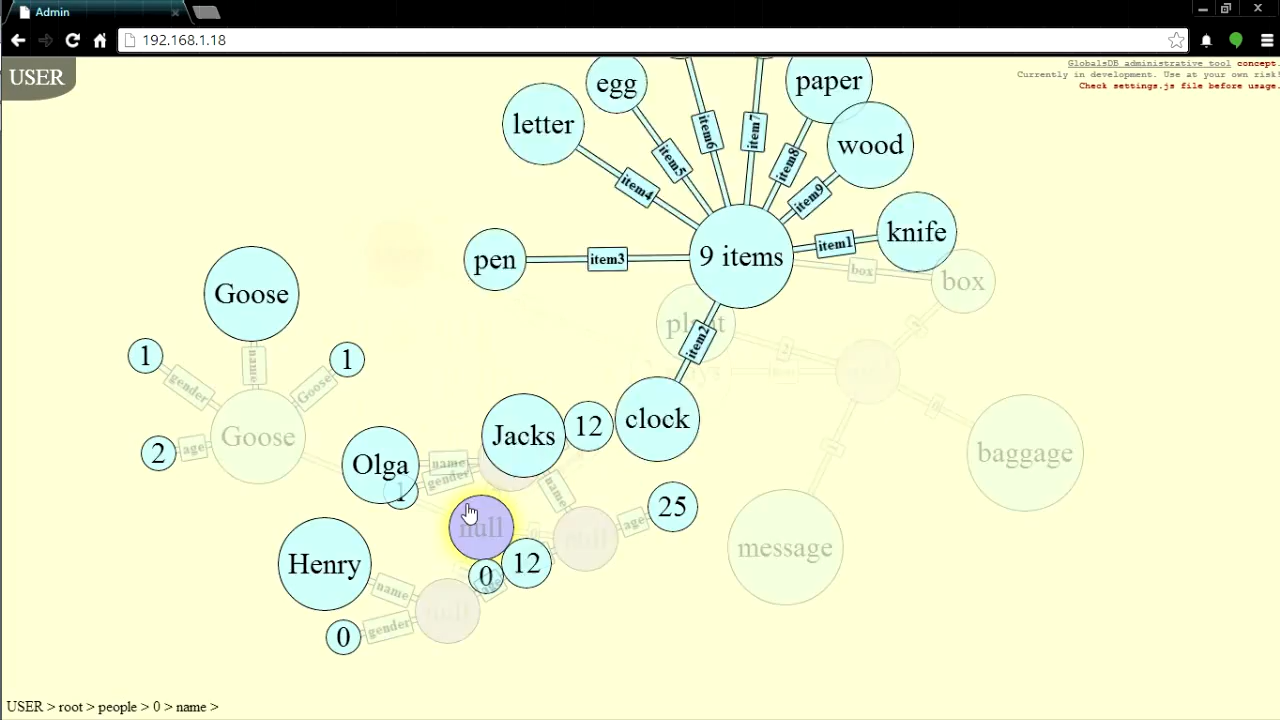 Admin
192.168.1.18
USER
GlobalsDB administrative tool concept.
Currently in development. Use at your own risk!
Check settings.js file before usage.
egg
paper
letter
wood
item6
item7
item5
item8
item4
item9
knife
item1
pen
item3
9 items
box
box
Goose
plant
item2
2
1
name
1
gender
Goose
clock
Jacks
12
Goose
2
age
Olga
name
gender
1
name
baggage
null
25
age
message
Henry
12
0
name
null
null
0
gender
USER > root > people > 0 > name >